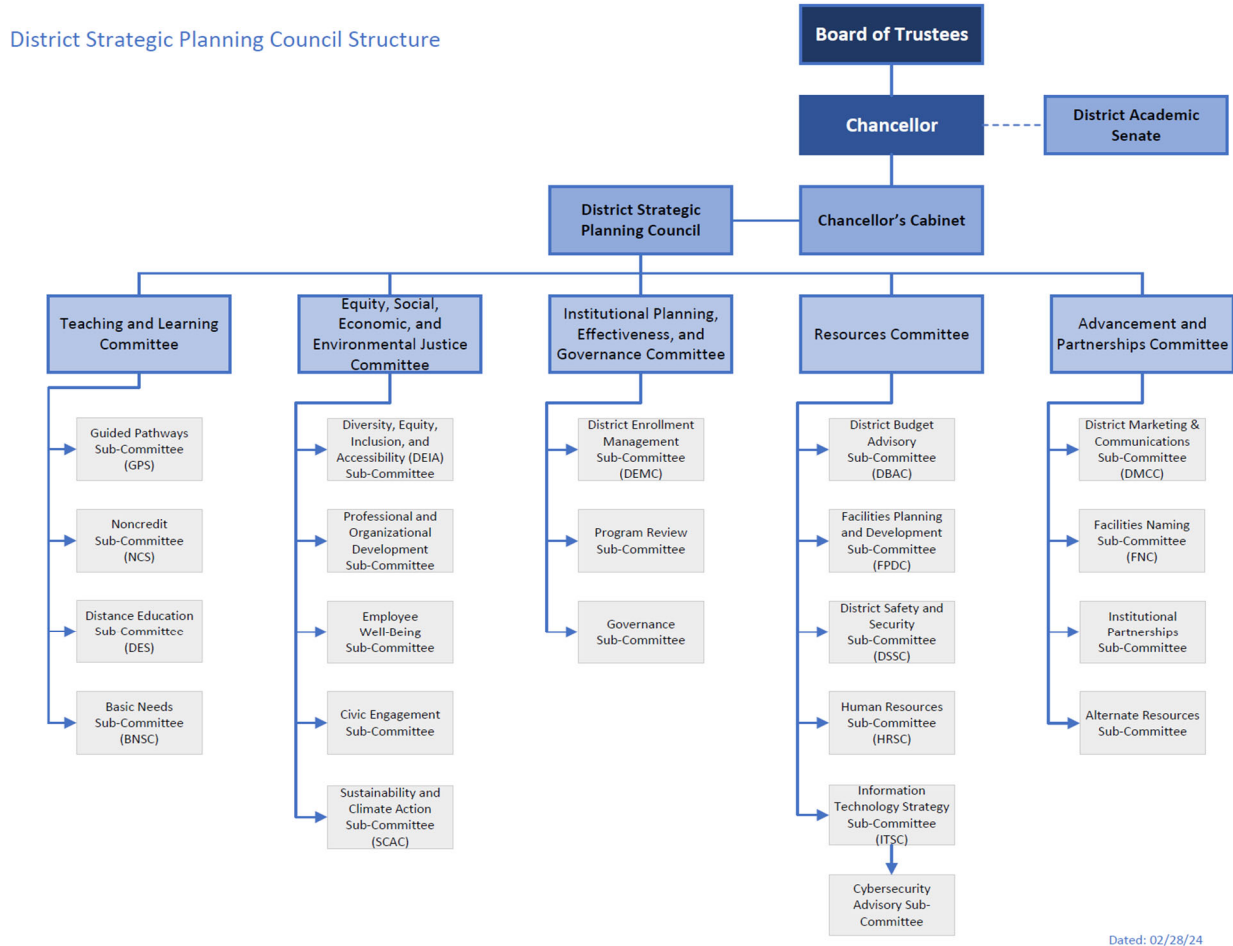 District Strategic Planning Council Structure
Board of Trustees
Chancellor
District Academic
Senate
District Strategic
Planning Council
Chancellor’s Cabinet
Teaching and Learning
Committee
Equity, Social,
Economic, and
Environmental Justice
Committee
Institutional Planning,
Effectiveness, and
Governance Committee
Resources Committee
Advancement and
Partnerships Committee
Guided Pathways
Sub-Committee
(GPS)
Noncredit
Sub-Committee
(NCS)
Distance Education
Sub-Committee
(DES)
Basic Needs
Sub-Committee
(BNSC)
Diversity, Equity,
Inclusion, and
Accessibility (DEIA)
Sub-Committee
Professional and
Organizational
Development
Sub-Committee
Employee
Well-Being
Sub-Committee
Civic Engagement
Sub-Committee
Sustainability and
Climate Action
Sub-Committee
(SCAC)
District Enrollment
Management
Sub-Committee
(DEMC)
Program Review
Sub-Committee
Governance
Sub-Committee
District Budget
Advisory
Sub-Committee
(DBAC)
Facilities Planning
and Development
Sub-Committee
(FPDC)
District Safety and
Security
Sub-Committee
(DSSC)
Human Resources
Sub-Committee
(HRSC)
Information
Technology Strategy
Sub-Committee
(ITSC)
Cybersecurity
Advisory Sub-
Committee
District Marketing &
Communications
Sub-Committee
(DMCC)
Facilities Naming
Sub-Committee
(FNC)
Institutional
Partnerships
Sub-Committee
Alternate Resources
Sub-Committee
Dated: 02/28/24